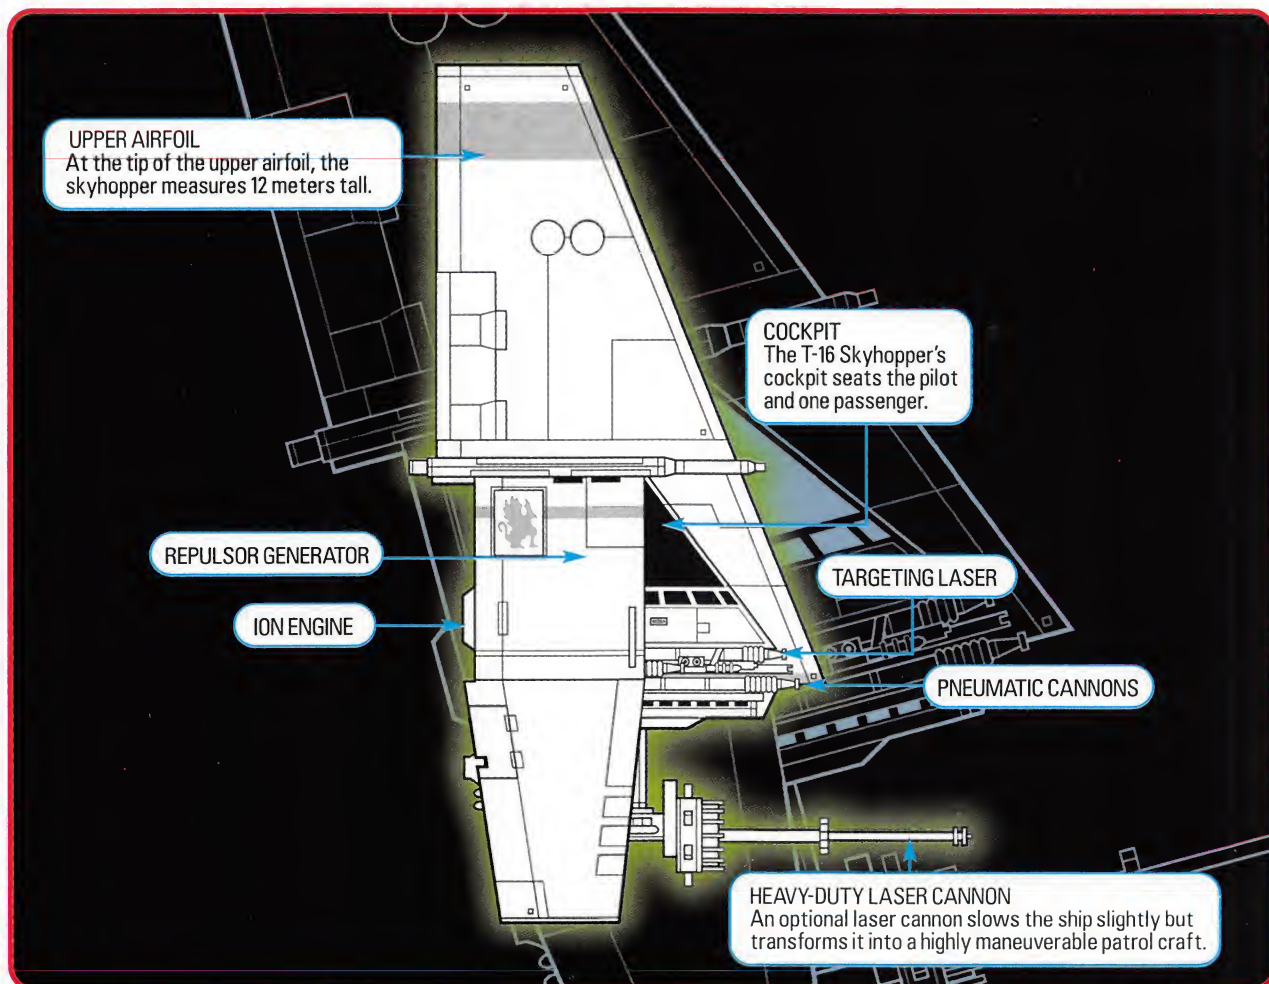 UPPER AIRFOIL
At the tip of the upper airfoil, the
skyhopper measures 12 meters tall.
COCKPIT
The T-16 Skyhopper's
cockpit seats the pilot
and one passenger.
REPULSOR GENERATOR
TARGETING LASER
ION ENGINE
PNEUMATIC CANNONS
HEAVY-DUTY LASER CANNON
An optional laser cannon slows the ship slightly but
transforms it into a highly maneuverable patrol craft.